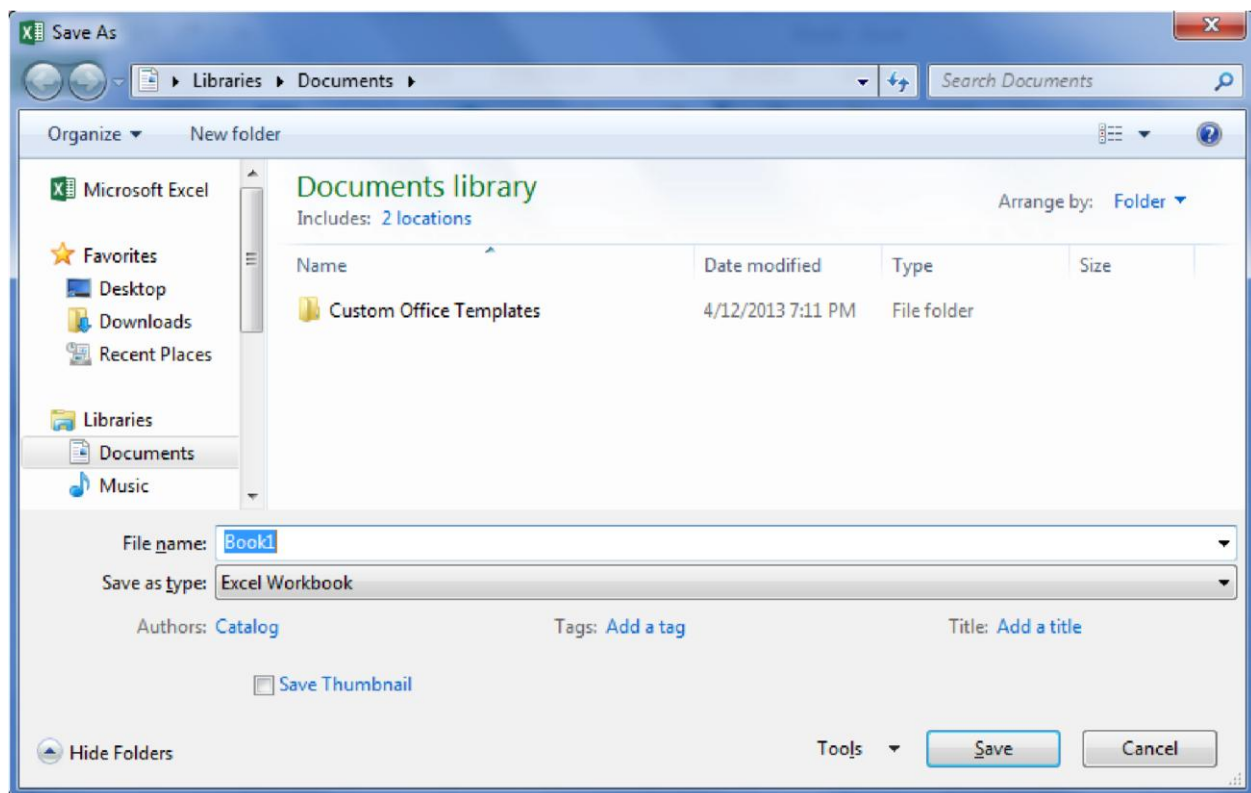 Save As
Libraries Documents
Search Documents
Organize New folder
Microsoft Excel
Favorites
Desktop
Downloads
Recent Places
Libraries
Documents
Music
Documents library
Includes: 2 locations
Arrange by: Folder
Name Date modified Type Size
Custom Office Templates 4/12/2013 7:11 PM File folder
File name: Book1
Save as type: Excel Workbook
Authors: Catalog Tags: Add a tag Title: Add a title
Save Thumbnail
Hide Folders Tools Save Cancel